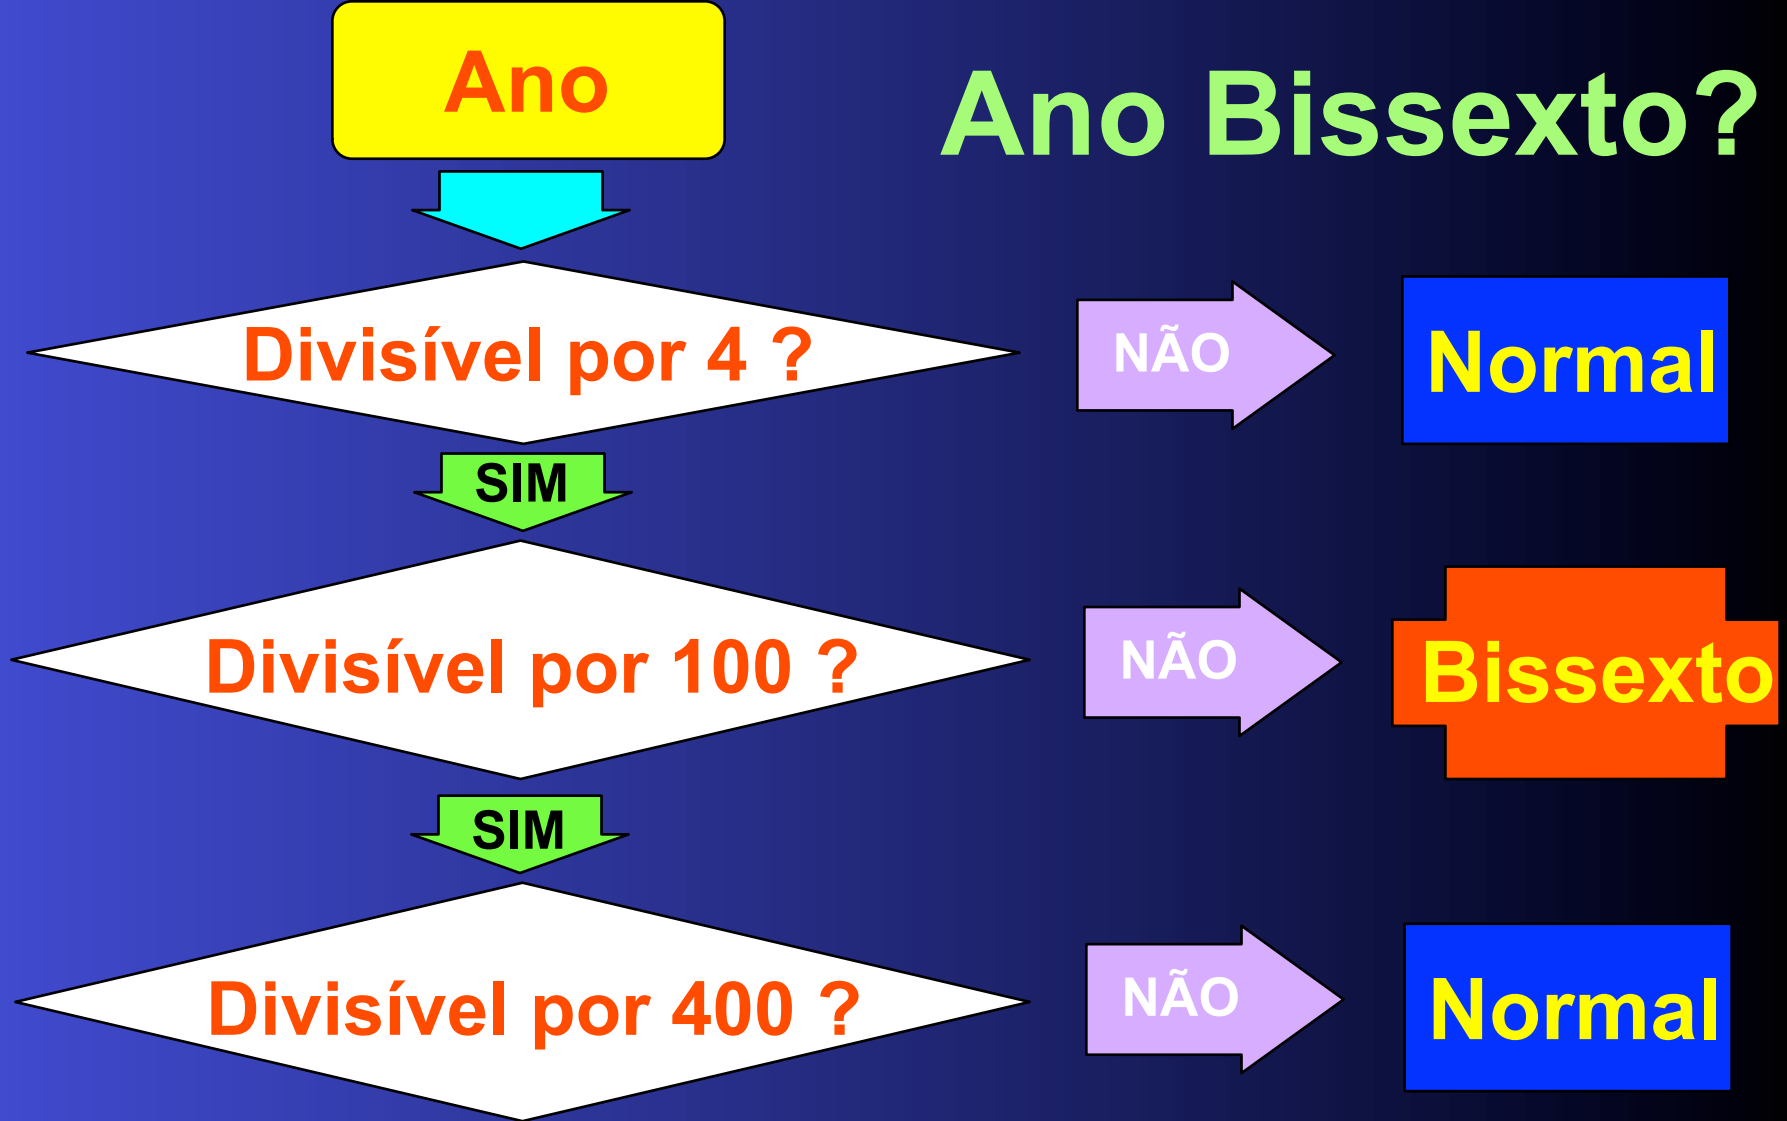 Ano
Ano Bissexto?
Divisível por 4 ?
NÃO
Normal
SIM
Divisível por 100 ?
NÃO
Bissexto
SIM
Divisível por 400 ?
NÃO
Normal